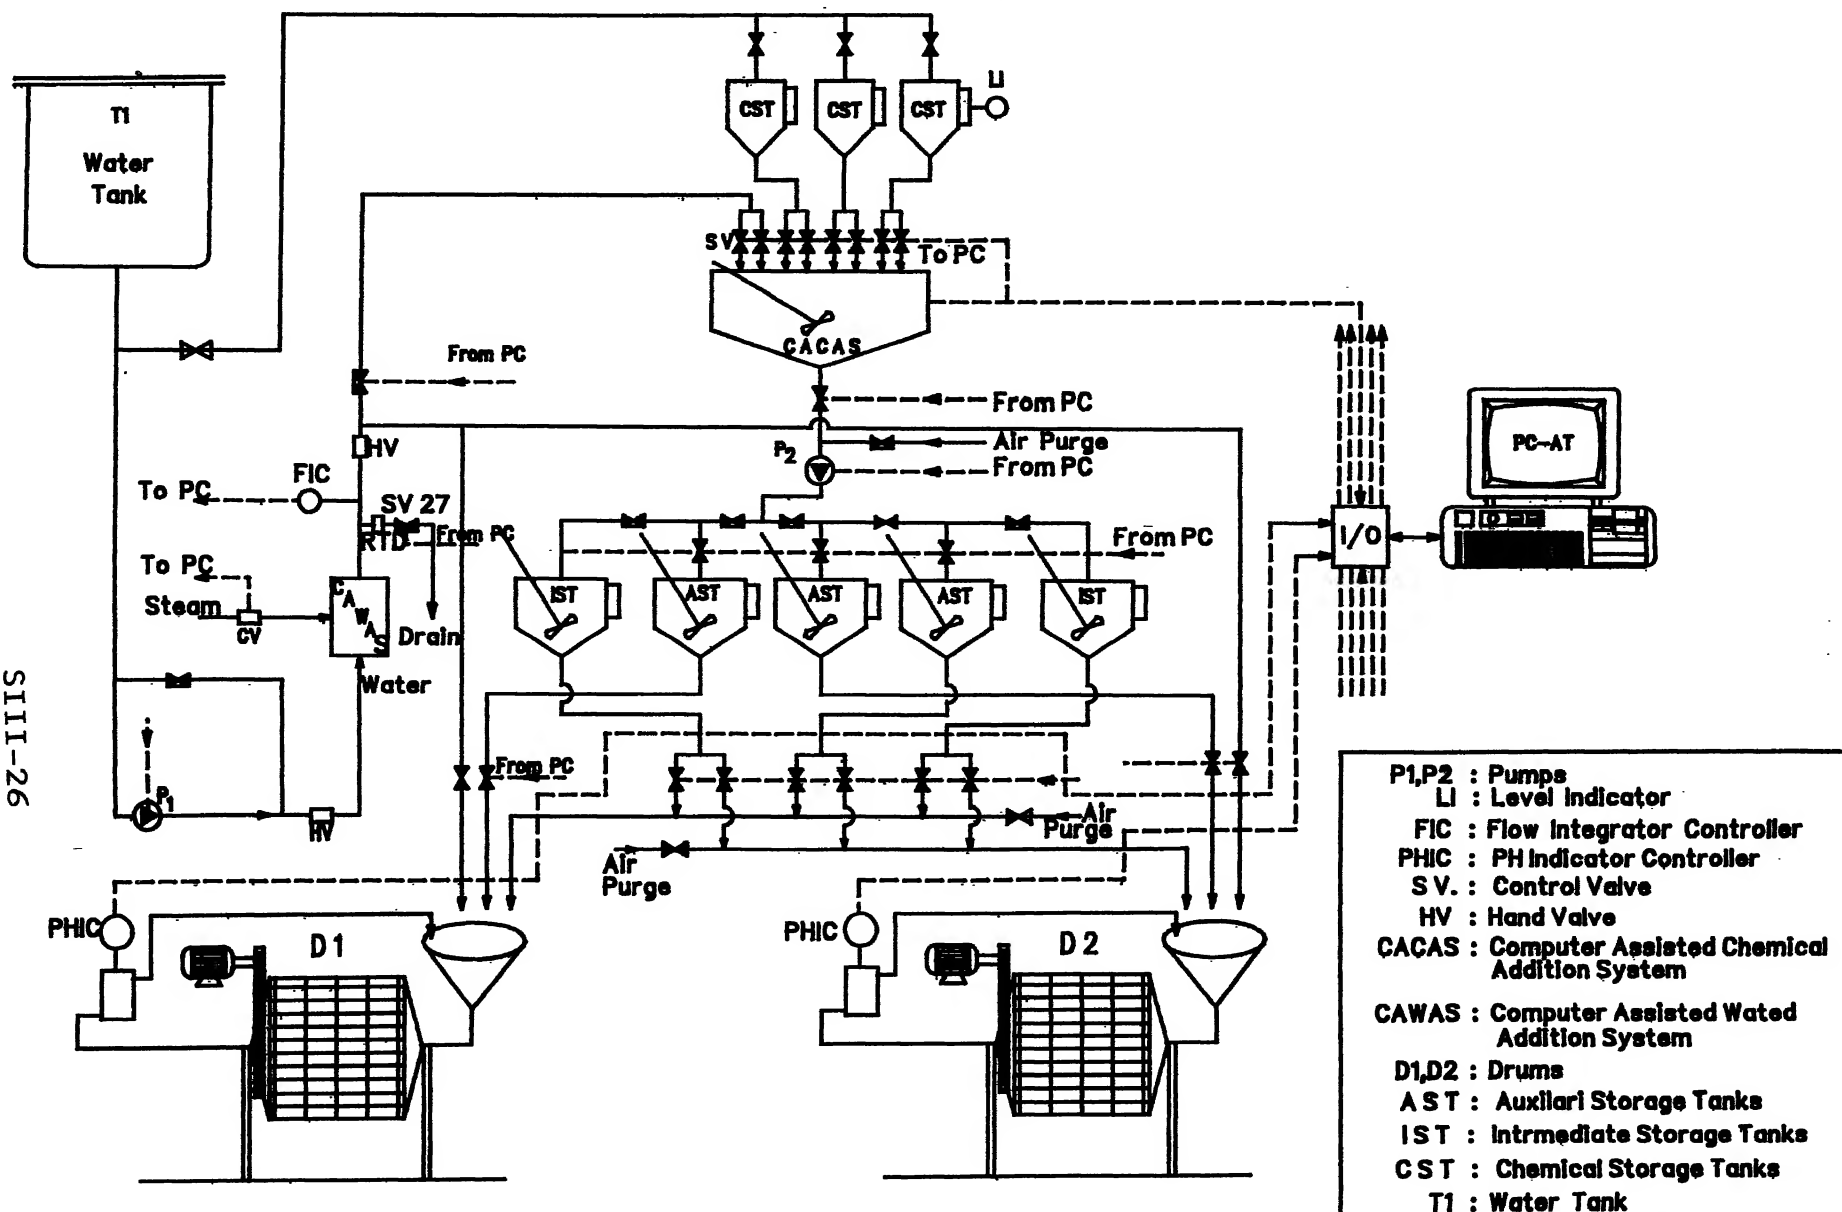 T1
Water
Tank
CST
CST
CST
LI
SV
To PC
CACAS
From PC
From PC
HV
P2
Air Purge
From PC
PC-AT
FIC
To PC
SV 27
RTD
From PC
From PC
I/O
To PC
Steam
CV
CAWAS
Drain
IST
AST
AST
AST
IST
Water
From PC
P1
HV
Air
Purge
Air
Purge
PHIC
D1
PHIC
D2
SIII-26
P1,P2 : Pumps
LI : Level Indicator
FIC : Flow Integrator Controller
PHIC : PH Indicator Controller
SV. : Control Valve
HV : Hand Valve
CACAS : Computer Assisted Chemical
Addition System
CAWAS : Computer Assisted Wated
Addition System
D1,D2 : Drums
AST : Auxilari Storage Tanks
IST : Intrmediate Storage Tanks
CST : Chemical Storage Tanks
T1 : Water Tank